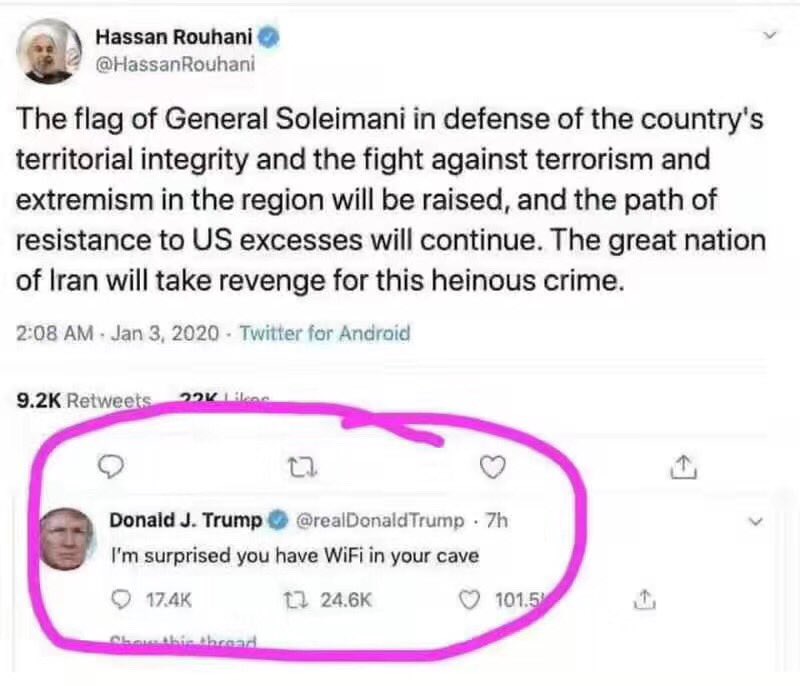 Hassan Rouhani
@HassanRouhani
The flag of General Soleimani in defense of the country's
territorial integrity and the fight against terrorism and
extremism in the region will be raised, and the path of
resistance to US excesses will continue. The great nation
of Iran will take revenge for this heinous crime.
2:08 AM · Jan 3, 2020 · Twitter for Android
9.2K Retweets 22K Likes
Donald J. Trump @realDonaldTrump · 7h
I'm surprised you have WiFi in your cave
17.4K 24.6K
Show this thread